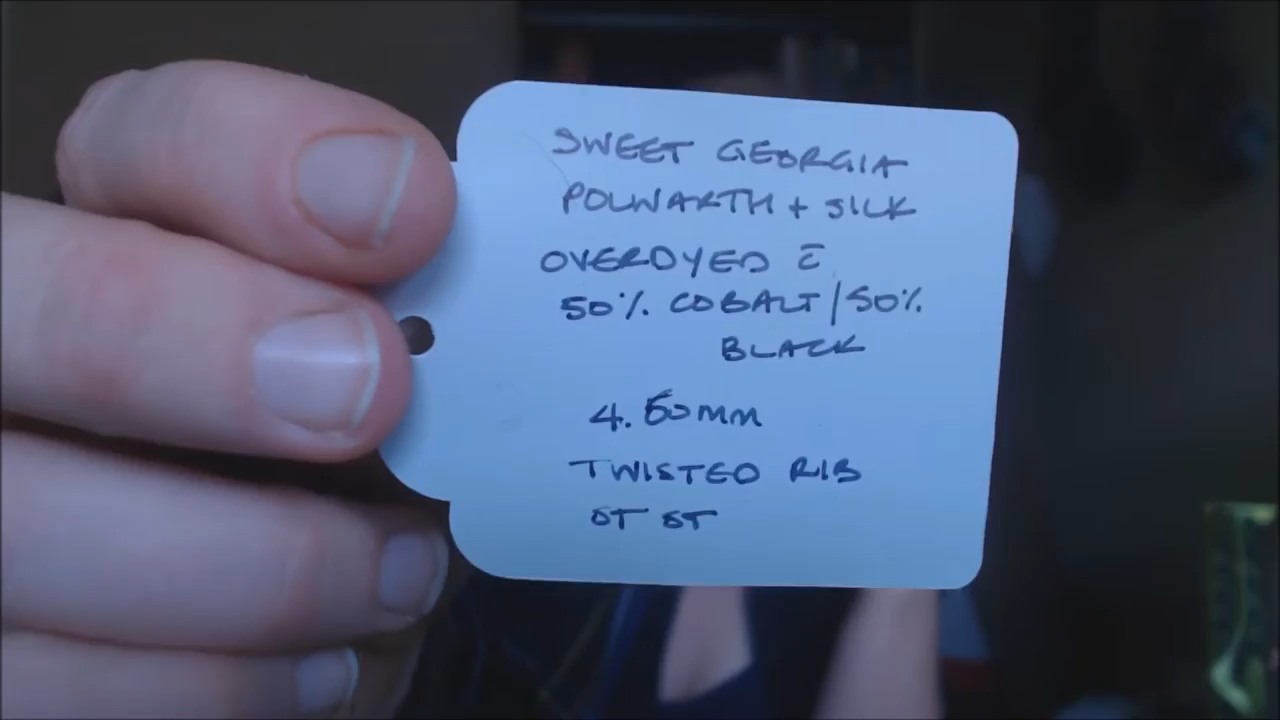 SWEET GEORGIA
POLWARTH + SILK
OVERDYED c̄
50% COBALT/50%
BLACK
4.50mm
TWISTED RIB
ST ST